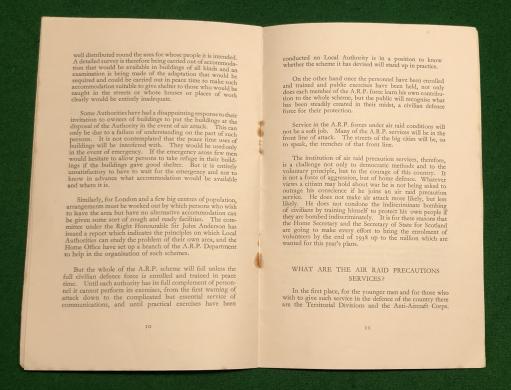 well distributed round the area for whose people it is intended.
A detailed survey is therefore being carried out of accommoda-
tion that would be available in buildings of all kinds and an
examination is being made of the adaptation that would be
required and could be carried out in peace time to make such
accommodation suitable to give shelter to those who would be
caught in the streets or whose houses or places of work
clearly would be entirely inadequate.
Some Authorities have had a disappointing response to their
invitation to owners of buildings to put the buildings at the
disposal of the Authority in the event of air attack. This can
only be due to a failure of understanding on the part of such
persons. It is not contemplated that the peace time uses of
buildings will be interfered with. They would be used only
in the event of emergency. If the emergency arose few men
would hesitate to allow persons to take refuge in their build-
ings if the buildings gave good shelter. But it is entirely
unsatisfactory to have to wait for the emergency and not to
know in advance what accommodation would be available
and where it is.
Similarly, for London and a few big centres of population,
arrangements must be worked out by which persons who wish
to leave the area but have no alternative accommodation can
be given some sort of rough and ready facilities. The com-
mittee under the Right Honourable Sir John Anderson has
issued a report which indicates the principles on which Local
Authorities can study the problem of their own area, and the
Home Office have set up a branch of the A.R.P. Department
to help in the organisation of such schemes.
But the whole of the A.R.P. scheme will fail unless the
full civilian defence force is enrolled and trained in peace
time. Until each authority has its full complement of person-
nel it cannot perform its exercises, from the first warning of
attack down to the complicated but essential service of
communications, and until practical exercises have been
10
conducted no Local Authority is in a position to know
whether the scheme it has devised will stand up in practice.
On the other hand once the personnel have been enrolled
and trained and public exercises have been held, not only
does each member of the A.R.P. force learn his own contribu-
tion to the whole scheme, but the public will recognise what
has been steadily created in their midst, a civilian defence
force for their protection.
Service in the A.R.P. forces under air raid conditions will
not be a soft job. Many of the A.R.P. services will be in the
front line of attack. The streets of the big cities will be, so
to speak, the trenches of that front line.
The institution of air raid precaution services, therefore,
is a challenge not only to democratic methods and to the
voluntary principle, but to the courage of this country. It
is not a force of aggression, but of home defence. Whatever
views a citizen may hold about war he is not being asked to
outrage his conscience if he joins an air raid precaution
service. He does not make air attack more likely, but less
likely. He does not condone the indiscriminate bombing
of civilians by training himself to protect his own people if
they are bombed indiscriminately. It is for these reasons that
the Home Secretary and the Secretary of State for Scotland
are going to make every effort to bring the enrolment of
volunteers by the end of 1938 up to the million which are
wanted for this year's plans.
WHAT ARE THE AIR RAID PRECAUTIONS
SERVICES?
In the first place, for the younger men and for those who
wish to give such service in the defence of the country there
are the Territorial Divisions and the Anti-Aircraft Corps.
11